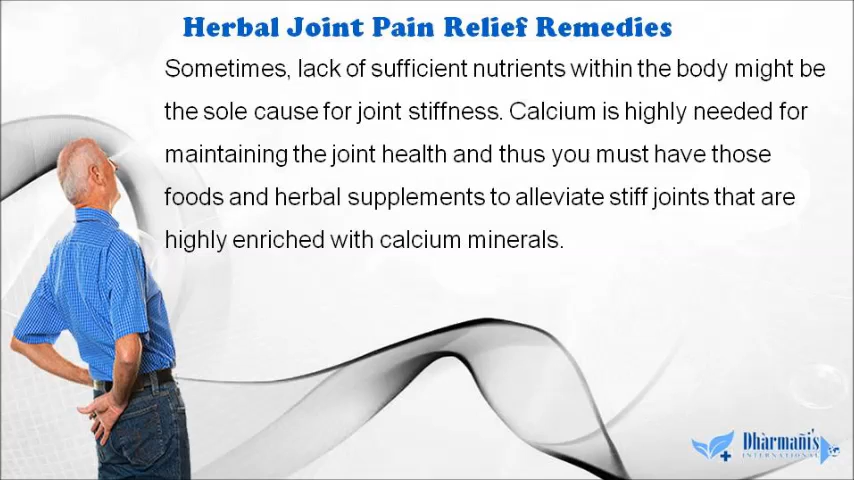 Herbal Joint Pain Relief Remedies
Sometimes, lack of sufficient nutrients within the body might be
the sole cause for joint stiffness. Calcium is highly needed for
maintaining the joint health and thus you must have those
foods and herbal supplements to alleviate stiff joints that are
highly enriched with calcium minerals.
Dhàrmañi's
INTERNATIONAL